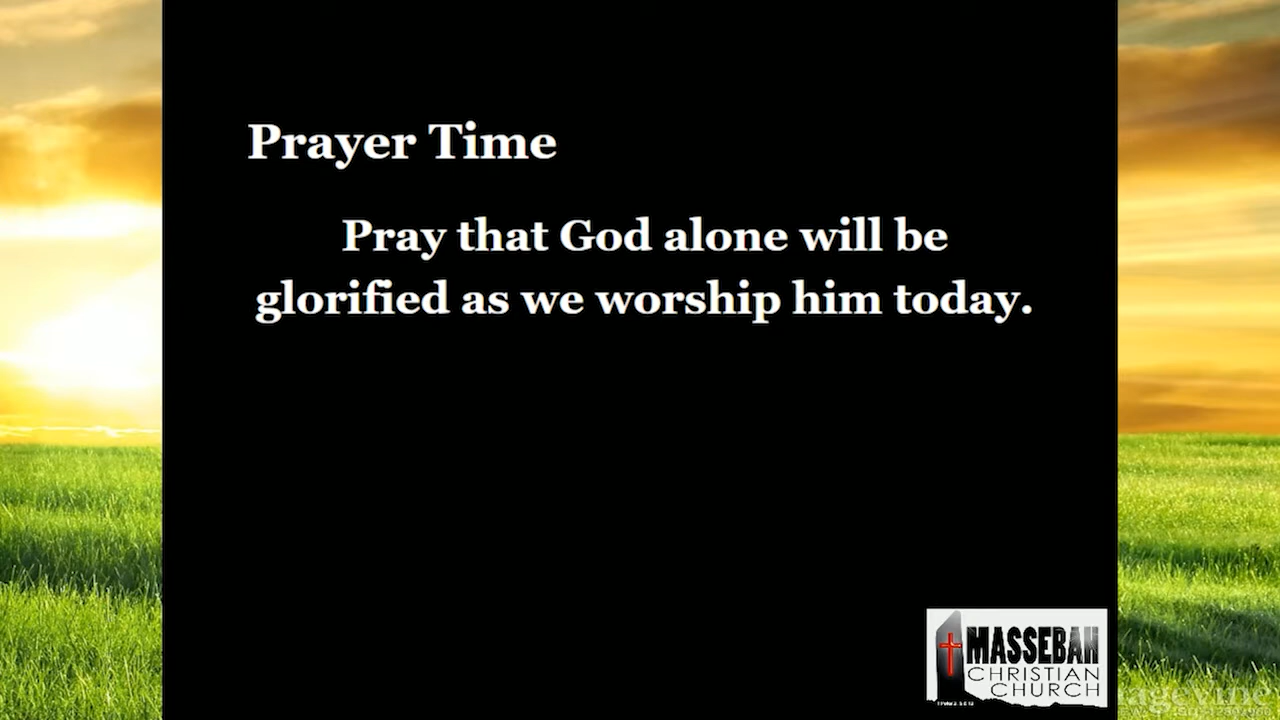 Prayer Time
Pray that God alone will be
glorified as we worship him today.
MASSEBAH
CHRISTIAN
CHURCH